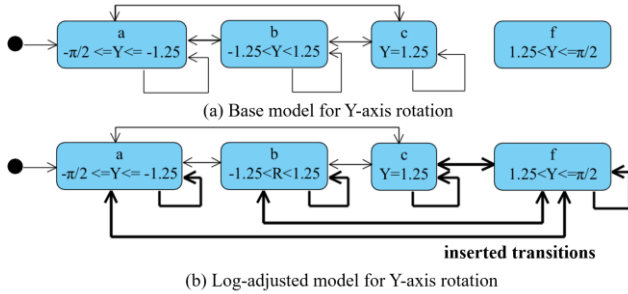 a
-π/2 <=Y<= -1.25
b
-1.25<Y<1.25
c
Y=1.25
f
1.25<Y<=π/2
(a) Base model for Y-axis rotation
a
-π/2 <=Y<= -1.25
b
-1.25<R<1.25
c
Y=1.25
f
1.25<Y<=π/2
inserted transitions
(b) Log-adjusted model for Y-axis rotation